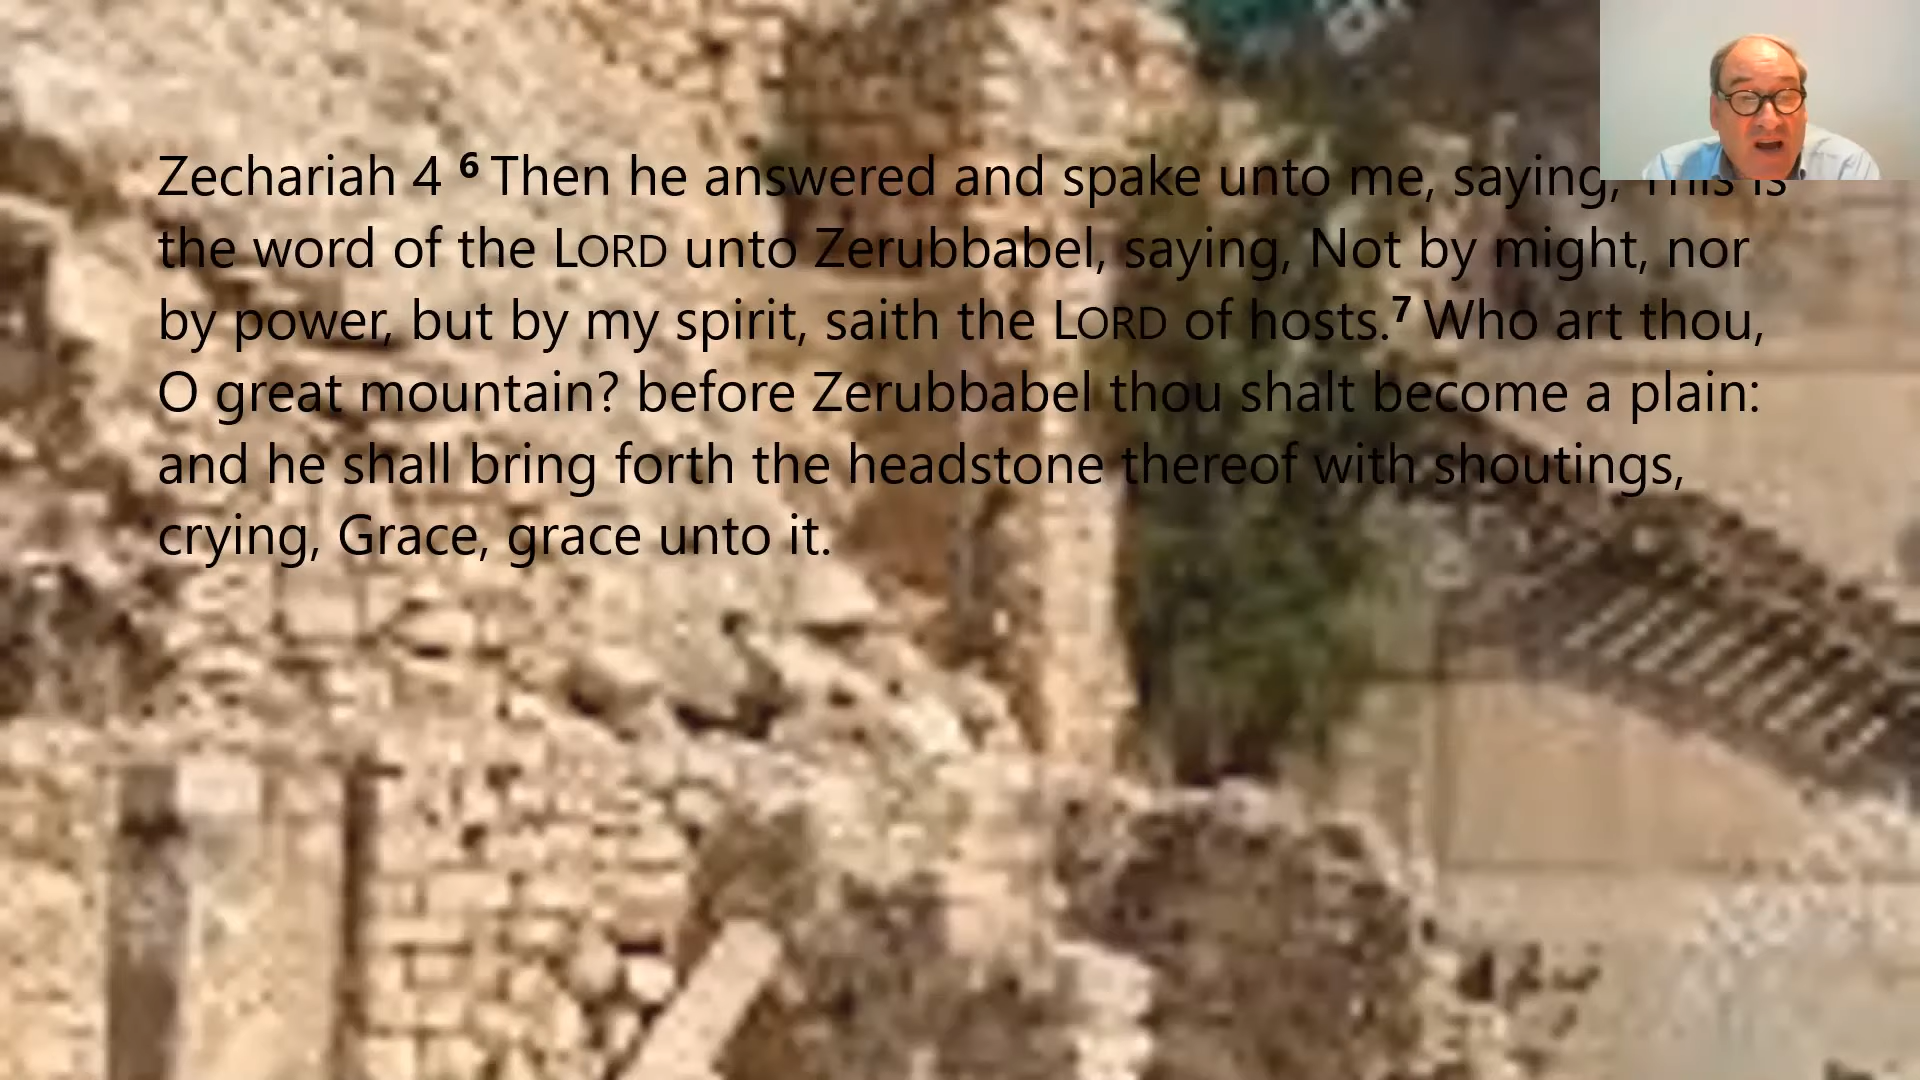 Zechariah 4 6 Then he answered and spake unto me, saying, This is
the word of the LORD unto Zerubbabel, saying, Not by might, nor
by power, but by my spirit, saith the LORD of hosts.7 Who art thou,
O great mountain? before Zerubbabel thou shalt become a plain:
and he shall bring forth the headstone thereof with shoutings,
crying, Grace, grace unto it.